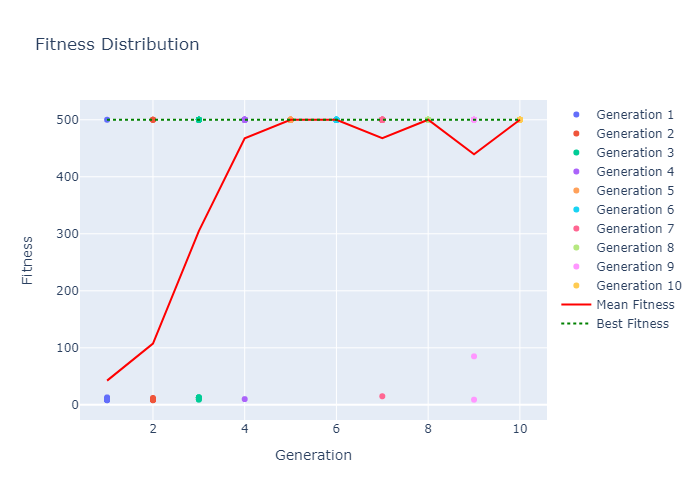 Fitness Distribution
Fitness
500
400
300
200
100
0
2
4
6
8
10
Generation
Generation 1
Generation 2
Generation 3
Generation 4
Generation 5
Generation 6
Generation 7
Generation 8
Generation 9
Generation 10
Mean Fitness
Best Fitness